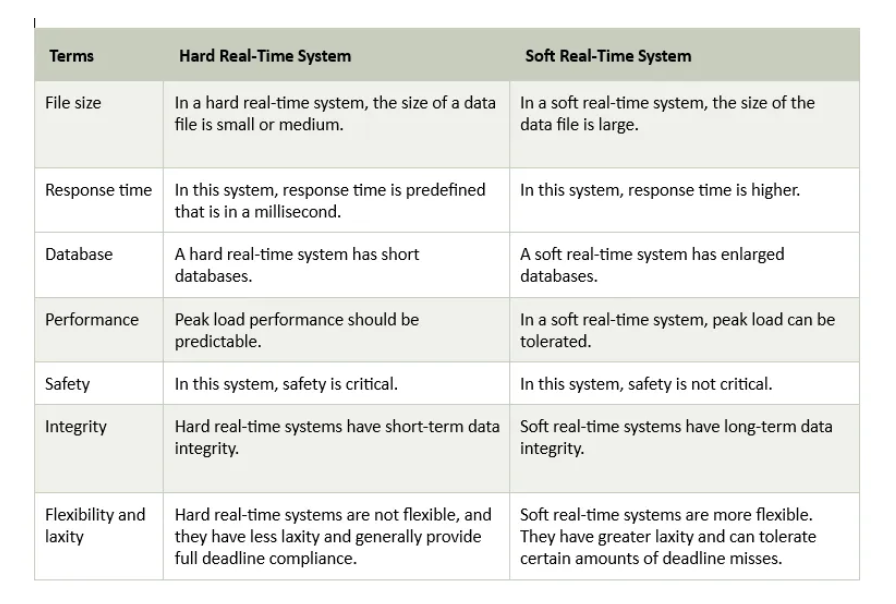 Terms Hard Real-Time System Soft Real-Time System
File size In a hard real-time system, the size of a data In a soft real-time system, the size of the
file is small or medium. data file is large.
Response time In this system, response time is predefined In this system, response time is higher.
that is in a millisecond.
Database A hard real-time system has short A soft real-time system has enlarged
databases. databases.
Performance Peak load performance should be In a soft real-time system, peak load can be
predictable. tolerated.
Safety In this system, safety is critical. In this system, safety is not critical.
Integrity Hard real-time systems have short-term data Soft real-time systems have long-term data
integrity. integrity.
Flexibility and Hard real-time systems are not flexible, and Soft real-time systems are more flexible.
laxity they have less laxity and generally provide They have greater laxity and can tolerate
full deadline compliance. certain amounts of deadline misses.